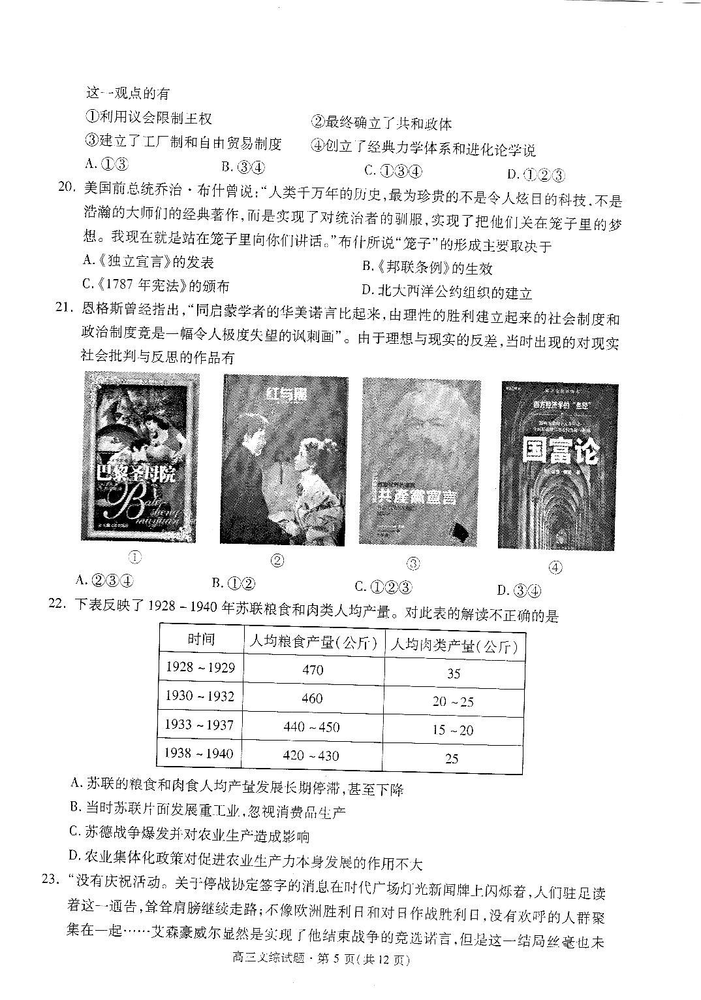 这一观点的有
①利用议会限制王权 ②最终确立了共和政体
③建立了工厂制和自由贸易制度 ④创立了经典力学体系和进化论学说
A.①③ B.③④ C.①③④ D.①②③
20. 美国前总统乔治·布什曾说:“人类千万年的历史,最为珍贵的不是令人炫目的科技,不是
浩瀚的大师们的经典著作,而是实现了对统治者的驯服,实现了把他们关在笼子里的梦
想。我现在就是站在笼子里向你们讲话。”布什所说“笼子”的形成主要取决于
A.《独立宣言》的发表 B.《邦联条例》的生效
C.《1787年宪法》的颁布 D.北大西洋公约组织的建立
21. 恩格斯曾经指出,“同启蒙学者的华美诺言比起来,由理性的胜利建立起来的社会制度和
政治制度竟是一幅令人极度失望的讽刺画”。由于理想与现实的反差,当时出现的对现实
社会批判与反思的作品有
巴黎圣母院
红与黑
共产党宣言
国富论
① ② ③ ④
A.②③④ B.①② C.①②③ D.③④
22. 下表反映了1928~1940年苏联粮食和肉类人均产量。对此表的解读不正确的是
时间 人均粮食产量(公斤) 人均肉类产量(公斤)
1928~1929 470 35
1930~1932 460 20~25
1933~1937 440~450 15~20
1938~1940 420~430 25
A.苏联的粮食和肉食人均产量发展长期停滞,甚至下降
B.当时苏联片面发展重工业,忽视消费品生产
C.苏德战争爆发并对农业生产造成影响
D.农业集体化政策对促进农业生产力本身发展的作用不大
23. “没有庆祝活动。关于停战协定签字的消息在时代广场灯光新闻牌上闪烁着,人们驻足读
着这一通告,耸耸肩膀继续走路;不像欧洲胜利日和对日作战胜利日,没有欢呼的人群聚
集在一起……艾森豪威尔显然是实现了他结束战争的竞选诺言,但是这一结局丝毫也未
高三文综试题·第5页(共12页)